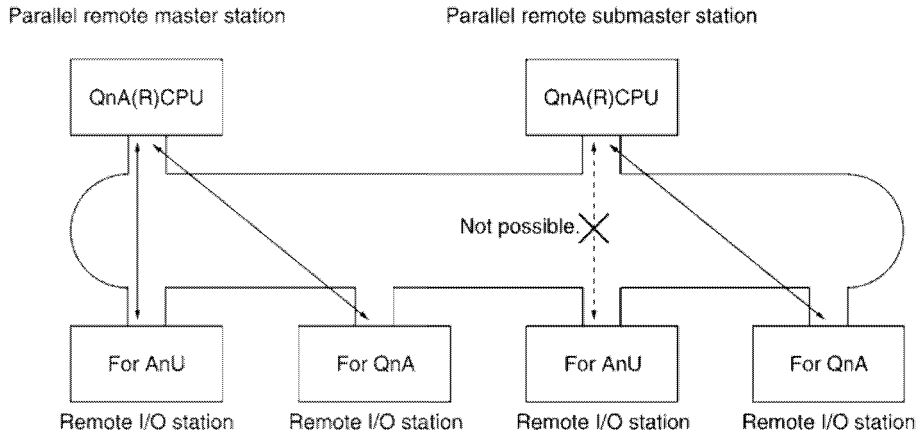 Parallel remote master station
Parallel remote submaster station
QnA(R)CPU
QnA(R)CPU
Not possible.
For AnU
For QnA
For AnU
For QnA
Remote I/O station
Remote I/O station
Remote I/O station
Remote I/O station